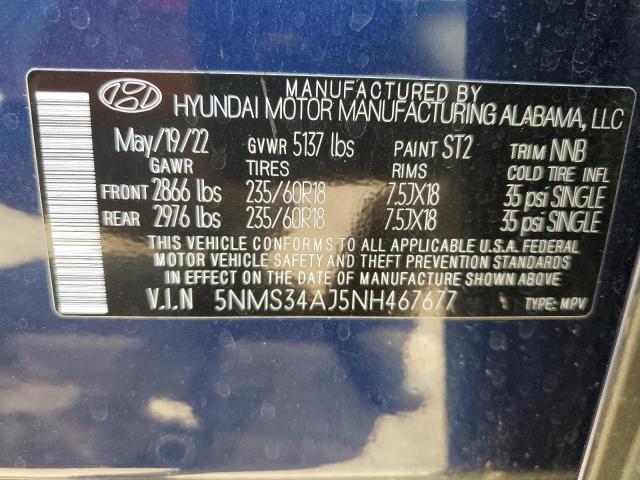 MANUFACTURED BY
HYUNDAI MOTOR MANUFACTURING ALABAMA, LLC
May/19/22 GVWR 5137 lbs PAINT ST2 TRIM NNB
GAWR TIRES RIMS COLD TIRE INFL
FRONT 2866 lbs 235/60R18 7.5JX18 35 psi SINGLE
REAR 2976 lbs 235/60R18 7.5JX18 35 psi SINGLE
THIS VEHICLE CONFORMS TO ALL APPLICABLE U.S.A. FEDERAL
MOTOR VEHICLE SAFETY AND THEFT PREVENTION STANDARDS
IN EFFECT ON THE DATE OF MANUFACTURE SHOWN ABOVE.
V.I.N 5NMS34AJ5NH467677 TYPE: MPV